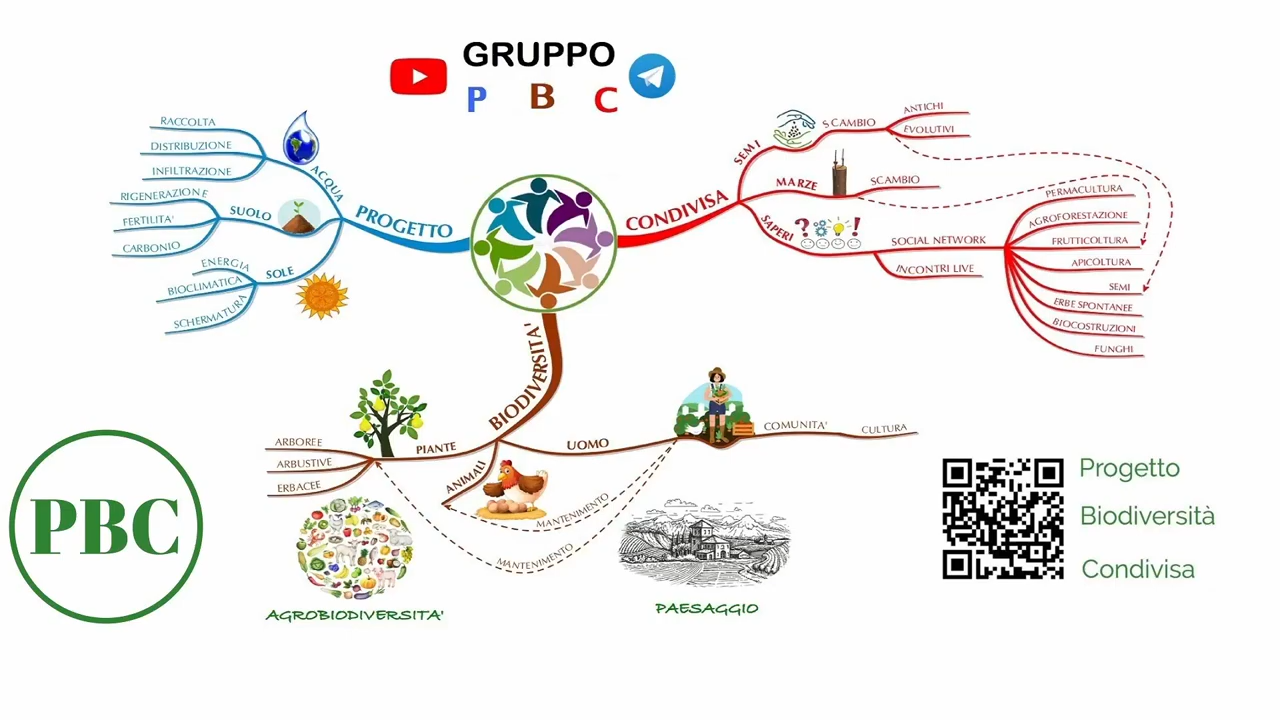 GRUPPO
P B C
RACCOLTA
DISTRIBUZIONE
INFILTRAZIONE
ACQUA
RIGENERAZIONE
FERTILITA'
CARBONIO
SUOLO
ENERGIA
BIOCLIMATICA
SCHERMATURA
SOLE
PROGETTO
CONDIVISA
SEMI
SCAMBIO
ANTICHI
EVOLUTIVI
MARZE
SCAMBIO
SAPERI
SOCIAL NETWORK
INCONTRI LIVE
PERMACULTURA
AGROFORESTAZIONE
FRUTTICOLTURA
APICOLTURA
SEMI
ERBE SPONTANEE
BIOCOSTRUZIONI
FUNGHI
BIODIVERSITA'
PIANTE
ARBOREE
ARBUSTIVE
ERBACEE
ANIMALI
UOMO
COMUNITA'
CULTURA
MANTENIMENTO
MANTENIMENTO
AGROBIODIVERSITA'
PAESAGGIO
PBC
Progetto
Biodiversità
Condivisa